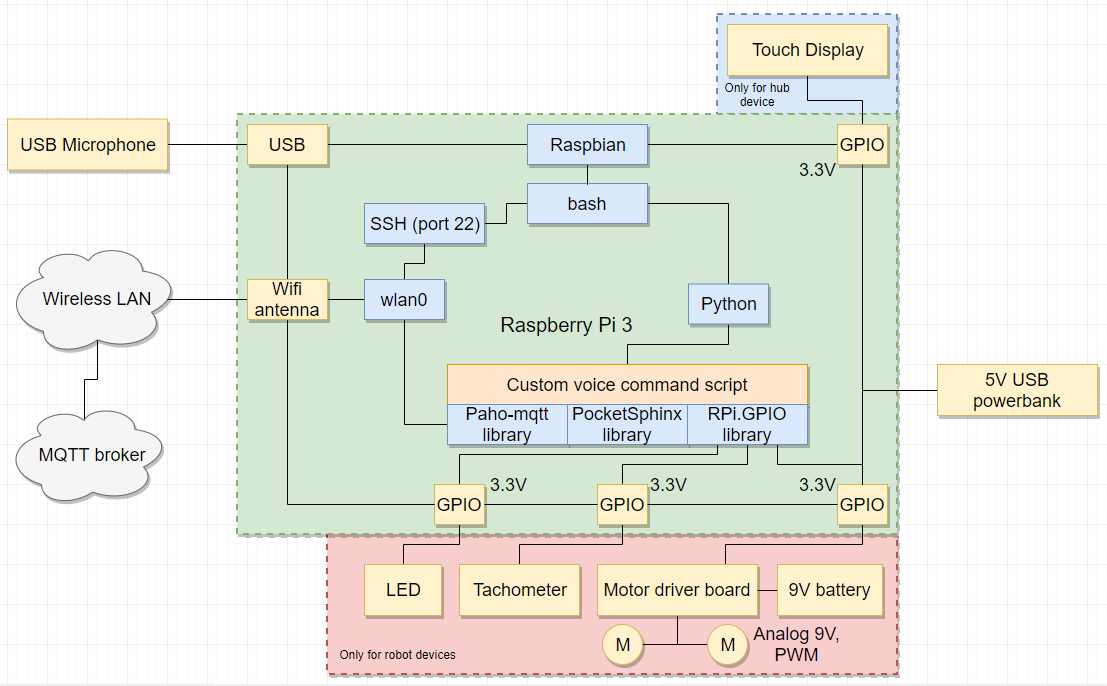 Touch Display
Only for hub
device
USB Microphone
USB
Raspbian
GPIO
3.3V
bash
SSH (port 22)
Wireless LAN
Wifi
antenna
wlan0
Python
Raspberry Pi 3
Custom voice command script
Paho-mqtt
library
PocketSphinx
library
RPi.GPIO
library
5V USB
powerbank
MQTT broker
GPIO
3.3V
GPIO
3.3V
3.3V
GPIO
LED
Tachometer
Motor driver board
9V battery
M
M
Analog 9V,
PWM
Only for robot devices